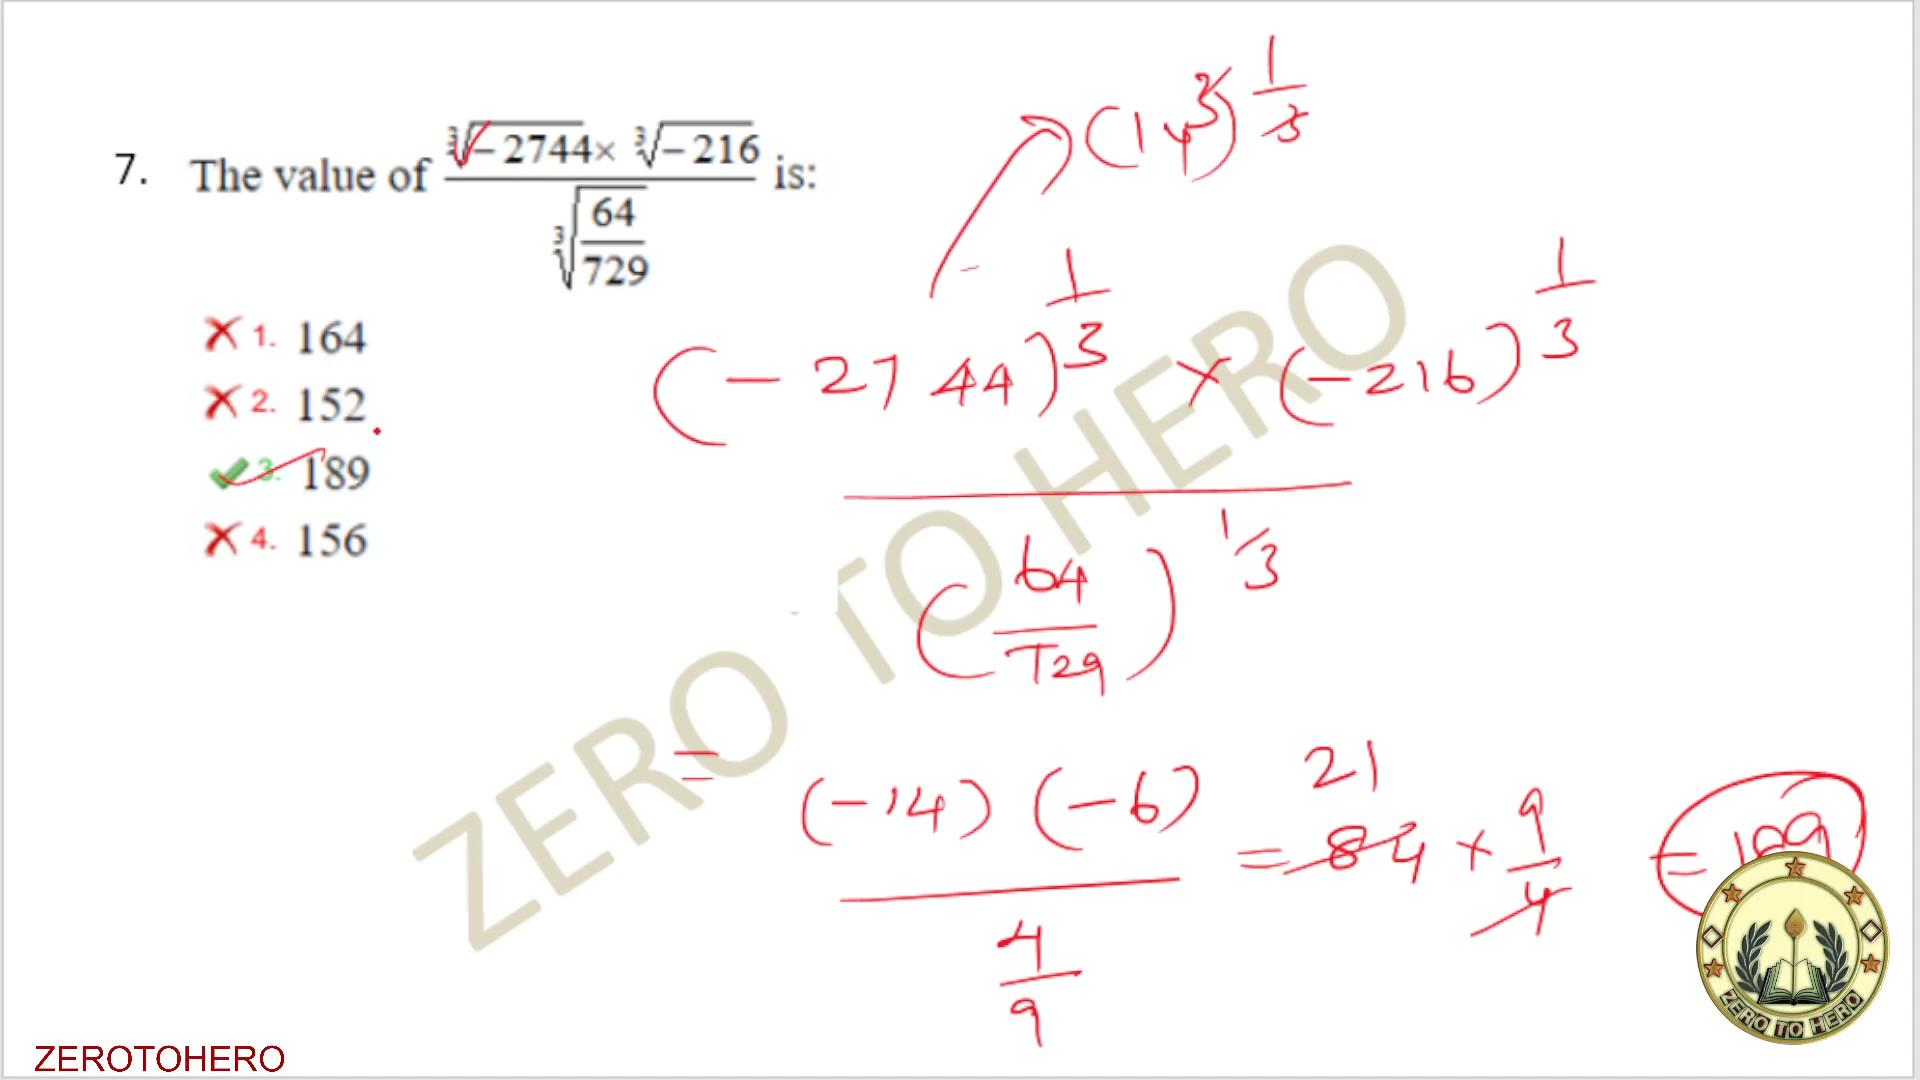 7. The value of ∛-2744 × ∛-216 / ∛(64/729) is:
1. 164
2. 152
3. 189
4. 156
(14³)^1/3
(-2744)^1/3 × (-216)^1/3
(64/729)^1/3
= (-14) (-6) / (4/9) = 84 × 9/4 = 189
21
ZERO TO HERO
ZERO TO HERO
ZEROTOHERO